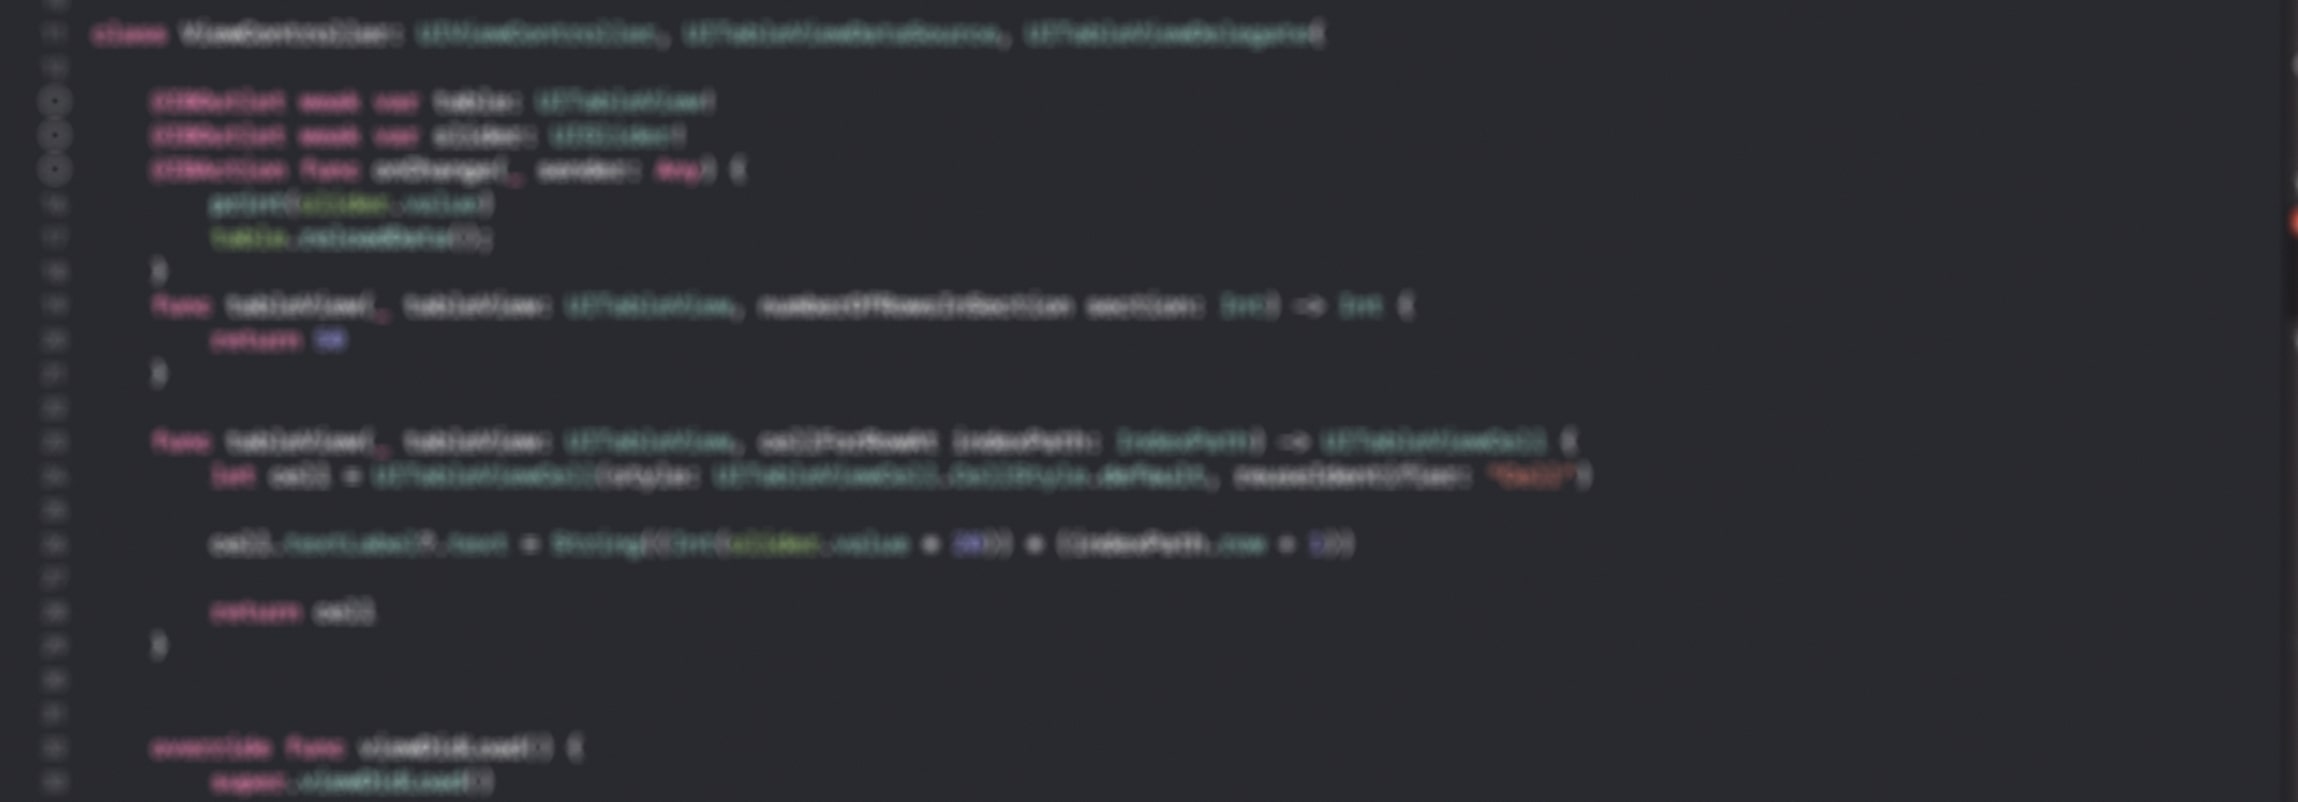 class ViewController: UIViewController, UITableViewDataSource, UITableViewDelegate{
@IBOutlet weak var table: UITableView!
@IBOutlet weak var slider: UISlider!
@IBAction func onChange(_ sender: Any) {
print(slider.value)
table.reloadData();
}
func tableView(_ tableView: UITableView, numberOfRowsInSection section: Int) -> Int {
return
}
func tableView(_ tableView: UITableView, cellForRowAt indexPath: IndexPath) -> UITableViewCell {
let cell = UITableViewCell(style: UITableViewCell.CellStyle.default, reuseIdentifier: "Cell")
cell.textLabel?.text = String((Int(slider.value * (indexPath.row + 1))
return cell
}
override func viewDidLoad() {
super.viewDidLoad()